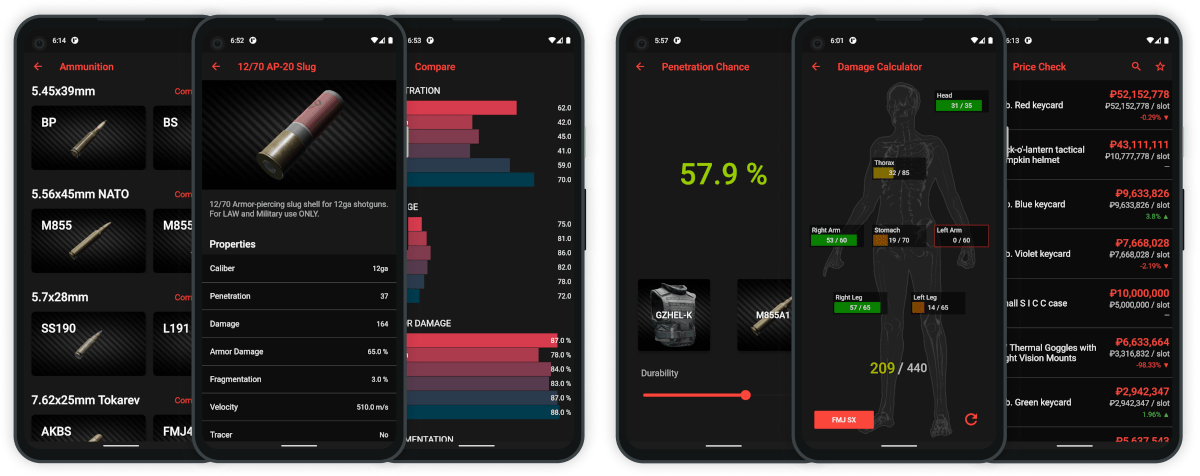 6:14
Ammunition
5.45x39mm
Com
BP
BS
5.56x45mm NATO
Com
M855
M855
5.7x28mm
Com
SS190
L191
7.62x25mm Tokarev
Com
AKBS
FMJ4
6:52
12/70 AP-20 Slug
12/70 Armor-piercing slug shell for 12ga shotguns.
For LAW and Military use ONLY.
Properties
Caliber 12ga
Penetration 37
Damage 164
Armor Damage 65.0 %
Fragmentation 3.0 %
Velocity 510.0 m/s
Tracer No
6:53
Compare
TRATION
62.0
42.0
45.0
41.0
59.0
70.0
GE
75.0
81.0
86.0
82.0
78.0
72.0
R DAMAGE
87.0 %
78.0 %
84.0 %
83.0 %
87.0 %
88.0 %
MENTATION
5:57
Penetration Chance
57.9 %
GZHEL-K
M855A1
Durability
6:01
Damage Calculator
Head
31 / 35
Thorax
32 / 85
Right Arm
53 / 60
Stomach
19 / 70
Left Arm
0 / 60
Right Leg
57 / 65
Left Leg
14 / 65
209 / 440
FMJ SX
6:13
Price Check
₽52,152,778
b. Red keycard
₽52,152,778 / slot
-0.29% ▼
₽43,111,111
ck-o'-lantern tactical
mpkin helmet
₽10,777,778 / slot
—
₽9,633,826
b. Blue keycard
₽9,633,826 / slot
3.8% ▲
₽7,668,028
b. Violet keycard
₽7,668,028 / slot
-2.19% ▼
₽10,000,000
all S I C C case
₽5,000,000 / slot
—
₽6,633,664
Thermal Goggles with
ght Vision Mounts
₽3,316,832 / slot
-98.33% ▼
₽2,942,347
b. Green keycard
₽2,942,347 / slot
1.96% ▲
₽5,637,543